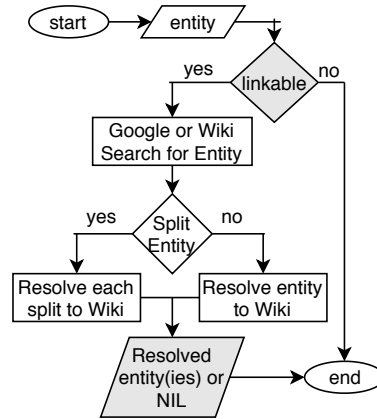 start
entity
linkable
yes
no
Google or Wiki
Search for Entity
Split
Entity
yes
no
Resolve each
split to Wiki
Resolve entity
to Wiki
Resolved
entity(ies) or
NIL
end